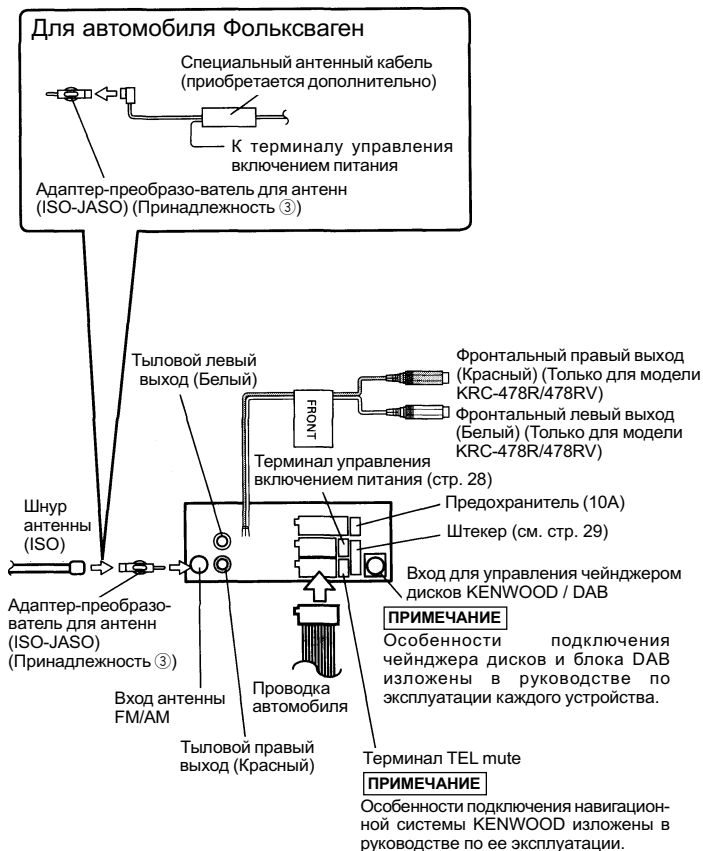 Для автомобиля Фольксваген
Специальный антенный кабель
(приобретается дополнительно)
К терминалу управления
включением питания
Адаптер-преобразо-ватель для антенн
(ISO-JASO) (Принадлежность ③)
Тыловой левый
выход (Белый)
FRONT
Фронтальный правый выход
(Красный) (Только для модели
KRC-478R/478RV)
Фронтальный левый выход
(Белый) (Только для модели
KRC-478R/478RV)
Терминал управления
включением питания (стр. 28)
Предохранитель (10A)
Штекер (см. стр. 29)
Шнур
антенны
(ISO)
Вход для управления чейнджером
дисков KENWOOD / DAB
ПРИМЕЧАНИЕ
Особенности подключения
чейнджера дисков и блока DAB
изложены в руководстве по
эксплуатации каждого устройства.
Адаптер-преобразо-
ватель для антенн
(ISO-JASO)
(Принадлежность ③)
Вход антенны
FM/AM
Проводка
автомобиля
Тыловой правый
выход (Красный)
Терминал TEL mute
ПРИМЕЧАНИЕ
Особенности подключения навигацион-
ной системы KENWOOD изложены в
руководстве по ее эксплуатации.